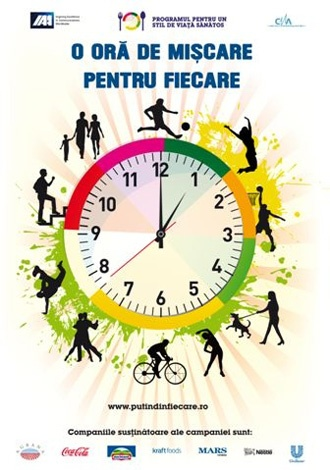 IAA
PROGRAMUL PENTRU UN
STIL DE VIAȚĂ SĂNĂTOS
O ORĂ DE MIȘCARE
PENTRU FIECARE
12
11
1
10
2
9
3
8
4
7
5
6
www.putindinfiecare.ro
Companiile susținătoare ale campaniei sunt:
Coca-Cola
kraft foods
MARS
Nestlé
Unilever